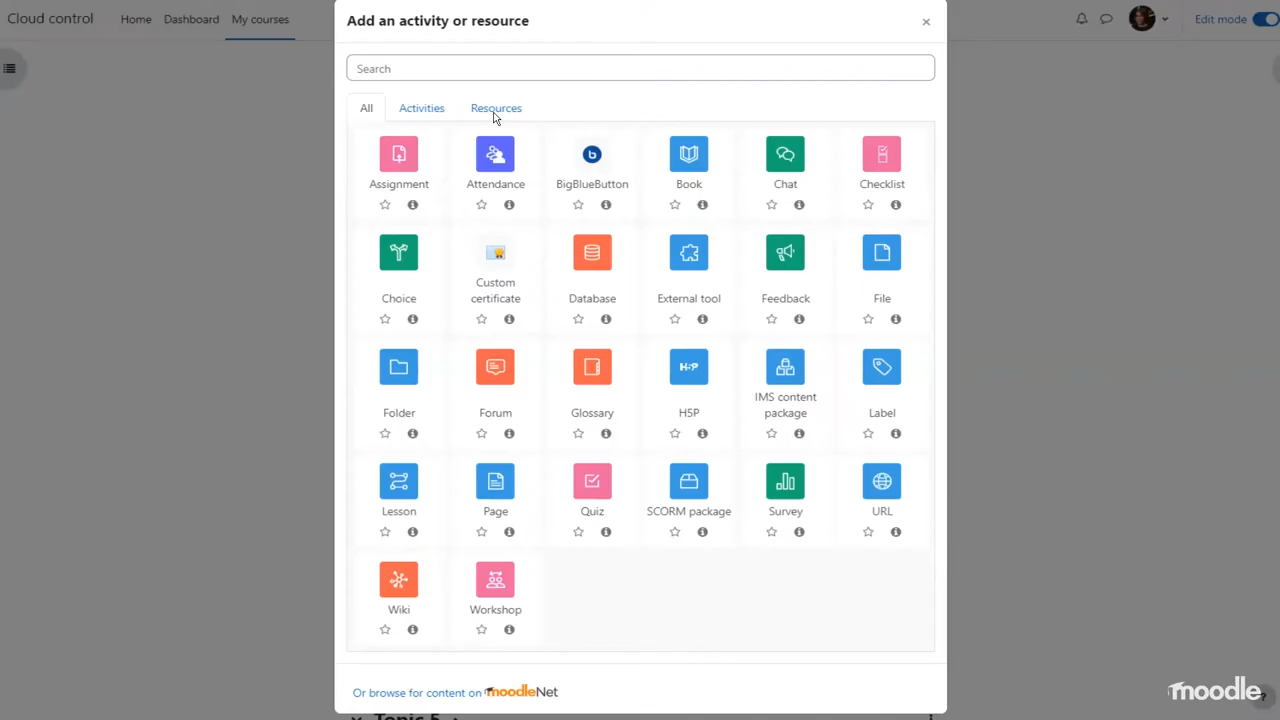 Cloud control
Home
Dashboard
My courses
Edit mode
Add an activity or resource
×
Search
All
Activities
Resources
Assignment
Attendance
BigBlueButton
Book
Chat
Checklist
Choice
Custom
certificate
Database
External tool
Feedback
File
Folder
Forum
Glossary
H5P
IMS content
package
Label
Lesson
Page
Quiz
SCORM package
Survey
URL
Wiki
Workshop
Or browse for content on moodleNet
moodle
?
Topic 5